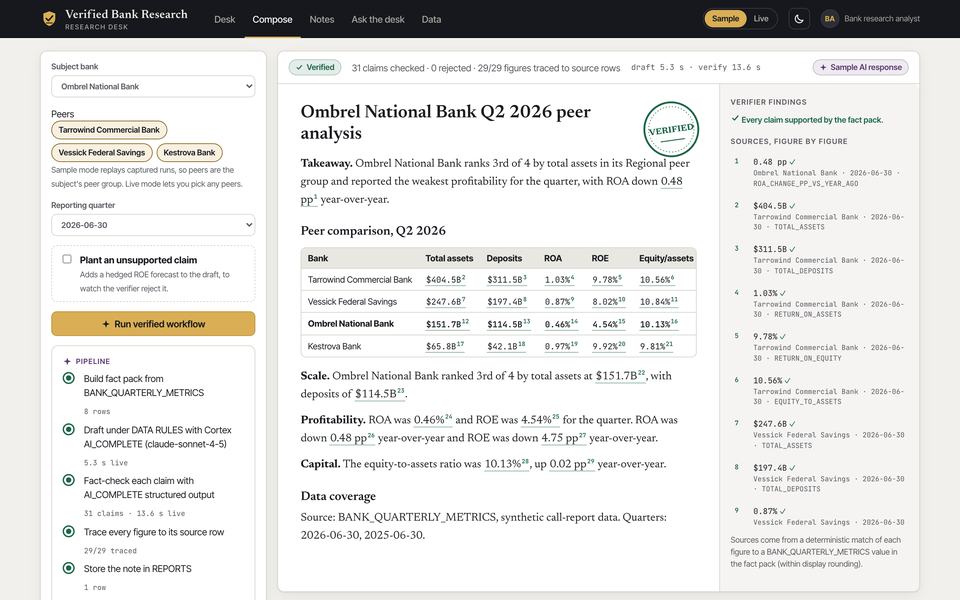 Verified Bank Research
RESEARCH DESK
Desk
Compose
Notes
Ask the desk
Data
Sample
Live
BA
Bank research analyst
Subject bank
Ombrel National Bank
Peers
Tarrowind Commercial Bank
Vessick Federal Savings
Kestrova Bank
Sample mode replays captured runs, so peers are the
subject's peer group. Live mode lets you pick any peers.
Reporting quarter
2026-06-30
Plant an unsupported claim
Adds a hedged ROE forecast to the draft, to
watch the verifier reject it.
Run verified workflow
PIPELINE
Build fact pack from
BANK_QUARTERLY_METRICS
8 rows
Draft under DATA RULES with Cortex
AI_COMPLETE (claude-sonnet-4-5)
5.3 s live
Fact-check each claim with
AI_COMPLETE structured output
31 claims · 13.6 s live
Trace every figure to its source row
29/29 traced
Store the note in REPORTS
1 row
Verified
31 claims checked · 0 rejected · 29/29 figures traced to source rows
draft 5.3 s · verify 13.6 s
Sample AI response
Ombrel National Bank Q2 2026 peer
analysis
VERIFIED
Takeaway. Ombrel National Bank ranks 3rd of 4 by total assets in its Regional peer
group and reported the weakest profitability for the quarter, with ROA down 0.48
pp1 year-over-year.
Peer comparison, Q2 2026
Bank Total assets Deposits ROA ROE Equity/assets
Tarrowind Commercial Bank $404.5B2 $311.5B3 1.03%4 9.78%5 10.56%6
Vessick Federal Savings $247.6B7 $197.4B8 0.87%9 8.02%10 10.84%11
Ombrel National Bank $151.7B12 $114.5B13 0.46%14 4.54%15 10.13%16
Kestrova Bank $65.8B17 $42.1B18 0.97%19 9.92%20 9.81%21
Scale. Ombrel National Bank ranked 3rd of 4 by total assets at $151.7B22, with
deposits of $114.5B23.
Profitability. ROA was 0.46%24 and ROE was 4.54%25 for the quarter. ROA was
down 0.48 pp26 year-over-year and ROE was down 4.75 pp27 year-over-year.
Capital. The equity-to-assets ratio was 10.13%28, up 0.02 pp29 year-over-year.
Data coverage
Source: BANK_QUARTERLY_METRICS, synthetic call-report data. Quarters:
2026-06-30, 2025-06-30.
VERIFIER FINDINGS
Every claim supported by the fact pack.
SOURCES, FIGURE BY FIGURE
1 0.48 pp
Ombrel National Bank · 2026-06-30 ·
ROA_CHANGE_PP_VS_YEAR_AGO
2 $404.5B
Tarrowind Commercial Bank · 2026-06-
30 · TOTAL_ASSETS
3 $311.5B
Tarrowind Commercial Bank · 2026-06-
30 · TOTAL_DEPOSITS
4 1.03%
Tarrowind Commercial Bank · 2026-06-
30 · RETURN_ON_ASSETS
5 9.78%
Tarrowind Commercial Bank · 2026-06-
30 · RETURN_ON_EQUITY
6 10.56%
Tarrowind Commercial Bank · 2026-06-
30 · EQUITY_TO_ASSETS
7 $247.6B
Vessick Federal Savings · 2026-06-30
· TOTAL_ASSETS
8 $197.4B
Vessick Federal Savings · 2026-06-30
· TOTAL_DEPOSITS
9 0.87%
Vessick Federal Savings · 2026-06-30
Sources come from a deterministic match of each
figure to a BANK_QUARTERLY_METRICS value in
the fact pack (within display rounding).